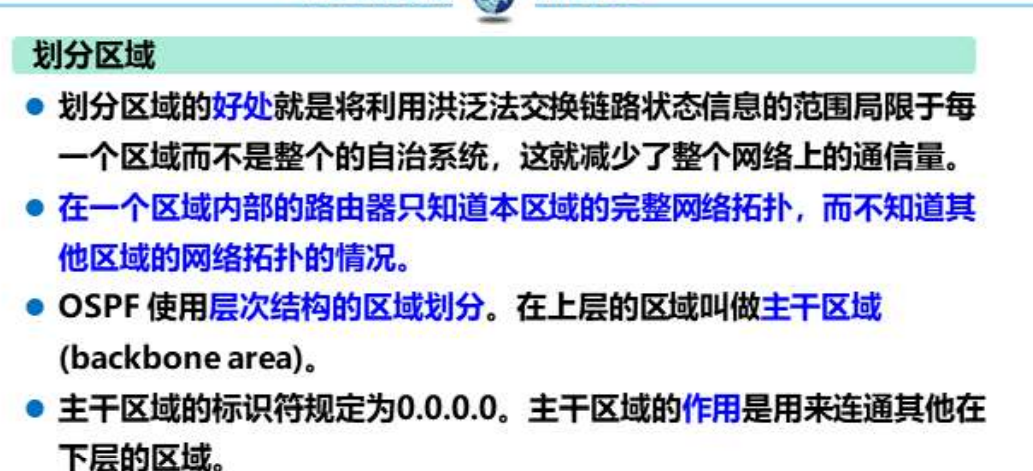 划分区域
划分区域的好处就是将利用洪泛法交换链路状态信息的范围局限于每
一个区域而不是整个的自治系统，这就减少了整个网络上的通信量。
在一个区域内部的路由器只知道本区域的完整网络拓扑，而不知道其
他区域的网络拓扑的情况。
OSPF 使用层次结构的区域划分。在上层的区域叫做主干区域
(backbone area)。
主干区域的标识符规定为0.0.0.0。主干区域的作用是用来连通其他在
下层的区域。